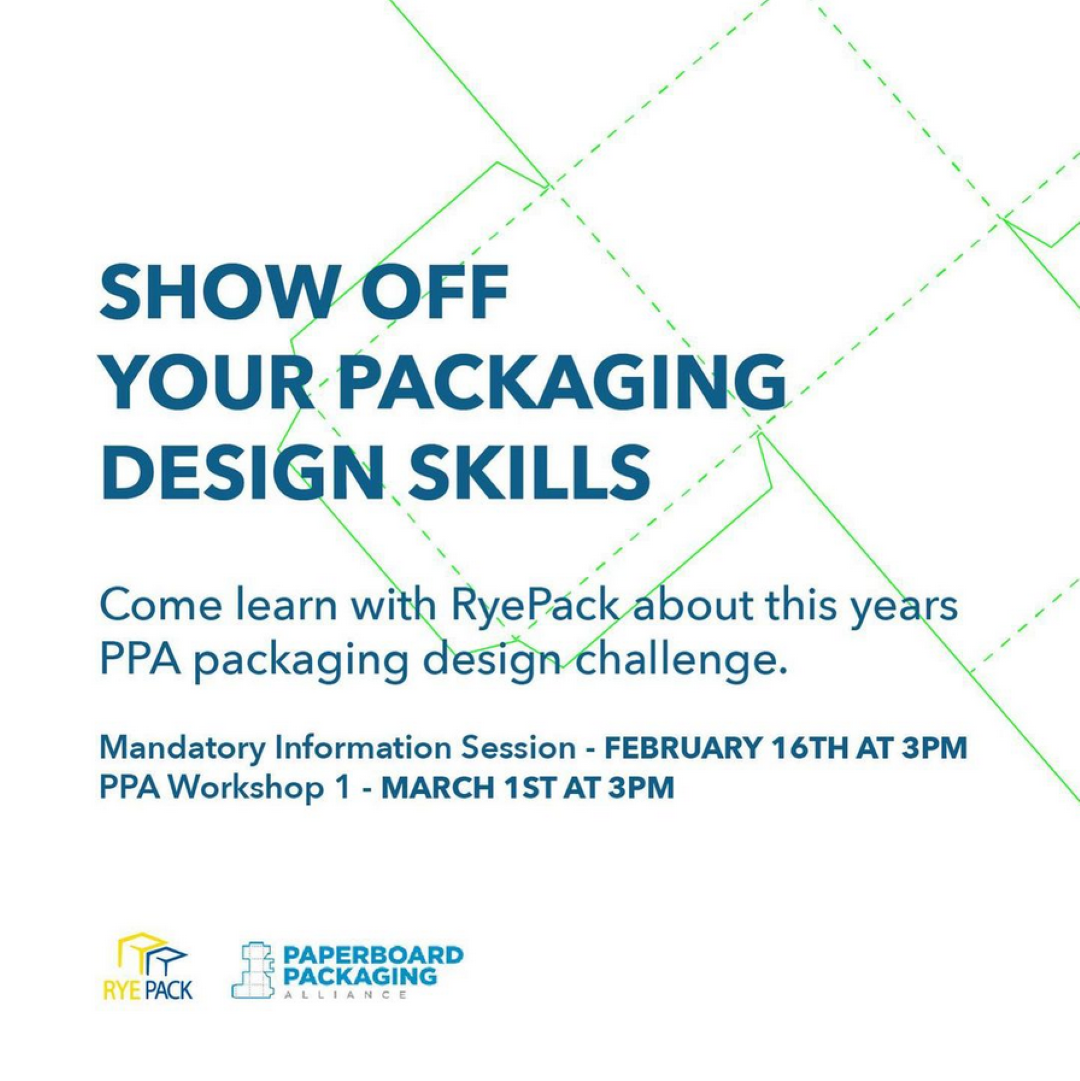 SHOW OFF
YOUR PACKAGING
DESIGN SKILLS
Come learn with RyePack about this years
PPA packaging design challenge.
Mandatory Information Session - FEBRUARY 16TH AT 3PM
PPA Workshop 1 - MARCH 1ST AT 3PM
RYE PACK
PAPERBOARD
PACKAGING
ALLIANCE